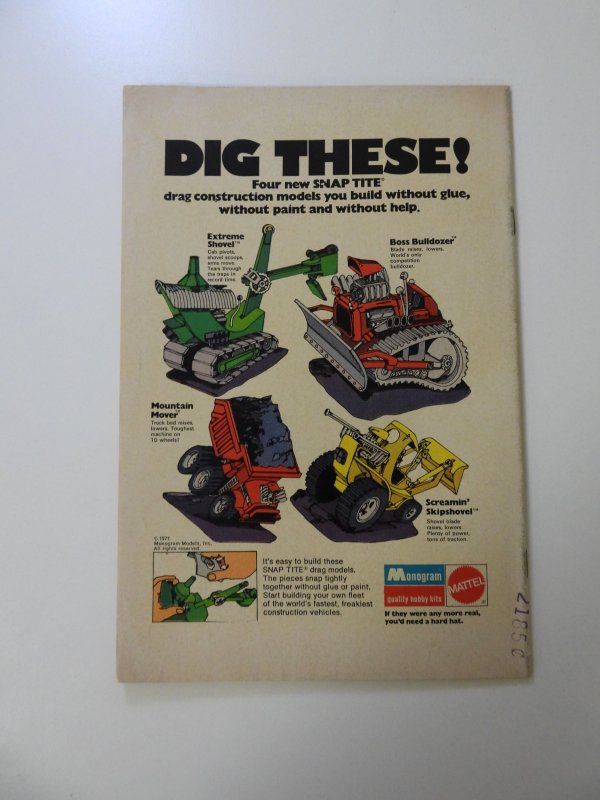 DIG THESE!
Four new SNAP TITE®
drag construction models you build without glue,
without paint and without help.
Extreme
Shovel™
Cab pivots,
shovel scoops,
arms move.
Tears through
the traps in
record time.
Boss Bulldozer™
Blade raises, lowers.
World's only
competition
bulldozer.
Mountain
Mover™
Truck bed raises,
lowers. Toughest
machine on
10 wheels!
Screamin'
Skipshovel™
Shovel blade
raises, lowers.
Plenty of power,
tons of traction.
© 1971
Monogram Models, Inc.
All rights reserved.
It's easy to build these
SNAP TITE® drag models.
The pieces snap tightly
together without glue or paint.
Start building your own fleet
of the world's fastest, freakiest
construction vehicles.
Monogram
quality hobby kits
MATTEL
®
If they were any more real,
you'd need a hard hat.
21850